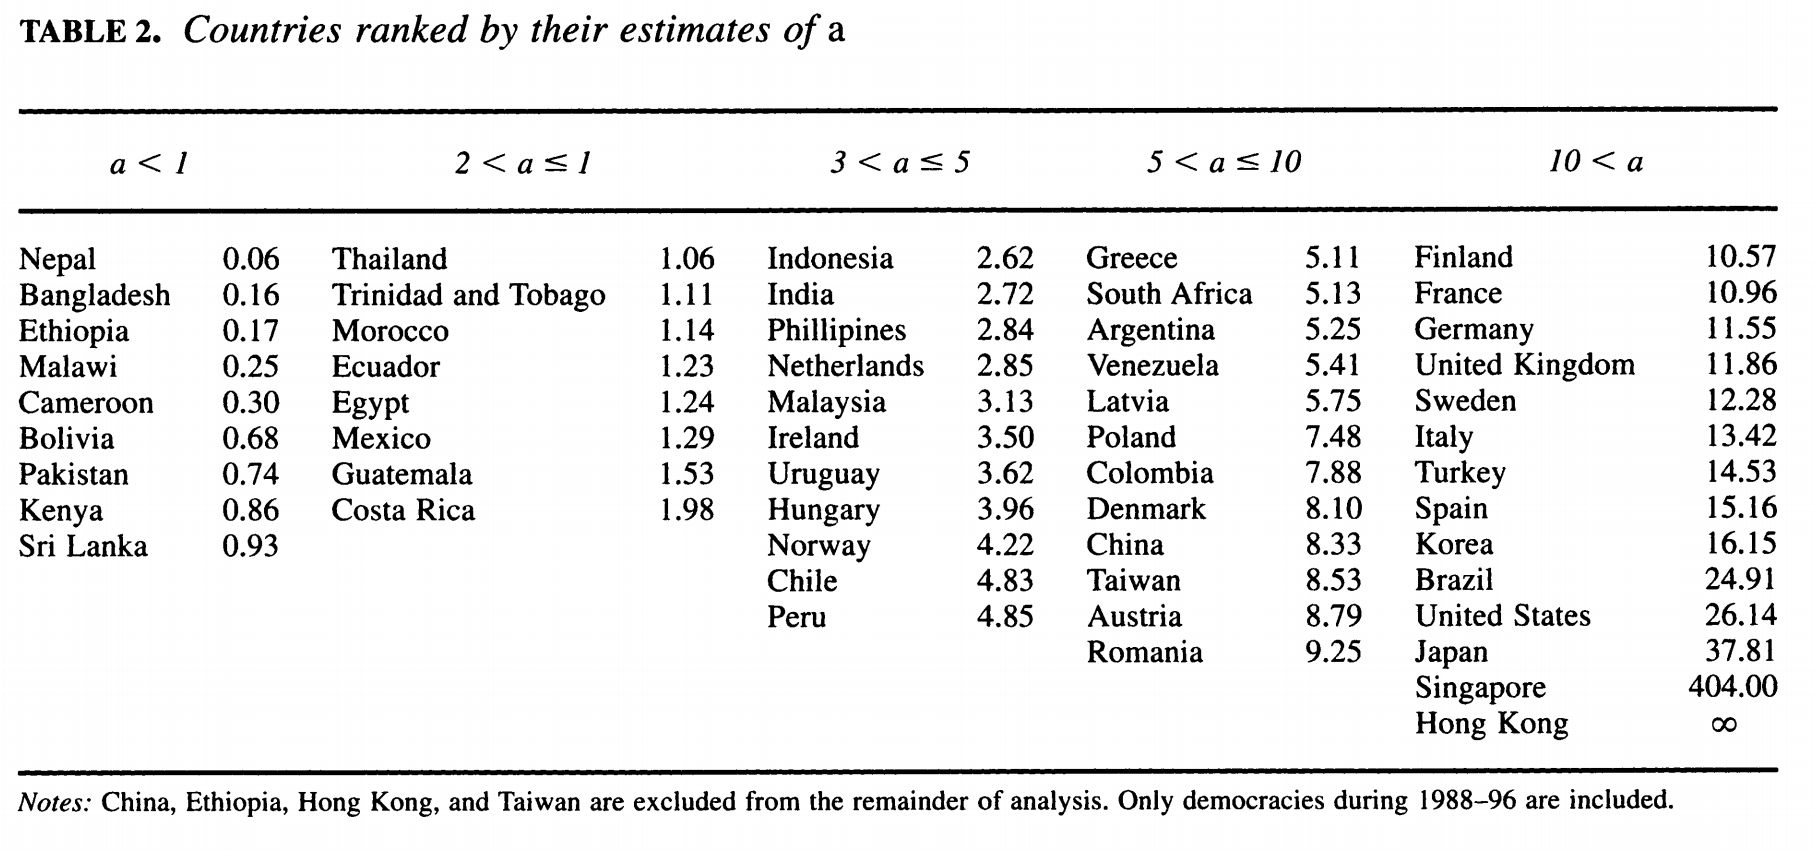 TABLE 2. Countries ranked by their estimates of a
a < 1 2 < a ≦ 1 3 < a ≦ 5 5 < a ≦ 10 10 < a
Nepal 0.06 Thailand 1.06 Indonesia 2.62 Greece 5.11 Finland 10.57
Bangladesh 0.16 Trinidad and Tobago 1.11 India 2.72 South Africa 5.13 France 10.96
Ethiopia 0.17 Morocco 1.14 Phillipines 2.84 Argentina 5.25 Germany 11.55
Malawi 0.25 Ecuador 1.23 Netherlands 2.85 Venezuela 5.41 United Kingdom 11.86
Cameroon 0.30 Egypt 1.24 Malaysia 3.13 Latvia 5.75 Sweden 12.28
Bolivia 0.68 Mexico 1.29 Ireland 3.50 Poland 7.48 Italy 13.42
Pakistan 0.74 Guatemala 1.53 Uruguay 3.62 Colombia 7.88 Turkey 14.53
Kenya 0.86 Costa Rica 1.98 Hungary 3.96 Denmark 8.10 Spain 15.16
Sri Lanka 0.93 Norway 4.22 China 8.33 Korea 16.15
Chile 4.83 Taiwan 8.53 Brazil 24.91
Peru 4.85 Austria 8.79 United States 26.14
Romania 9.25 Japan 37.81
Singapore 404.00
Hong Kong ∞
Notes: China, Ethiopia, Hong Kong, and Taiwan are excluded from the remainder of analysis. Only democracies during 1988–96 are included.